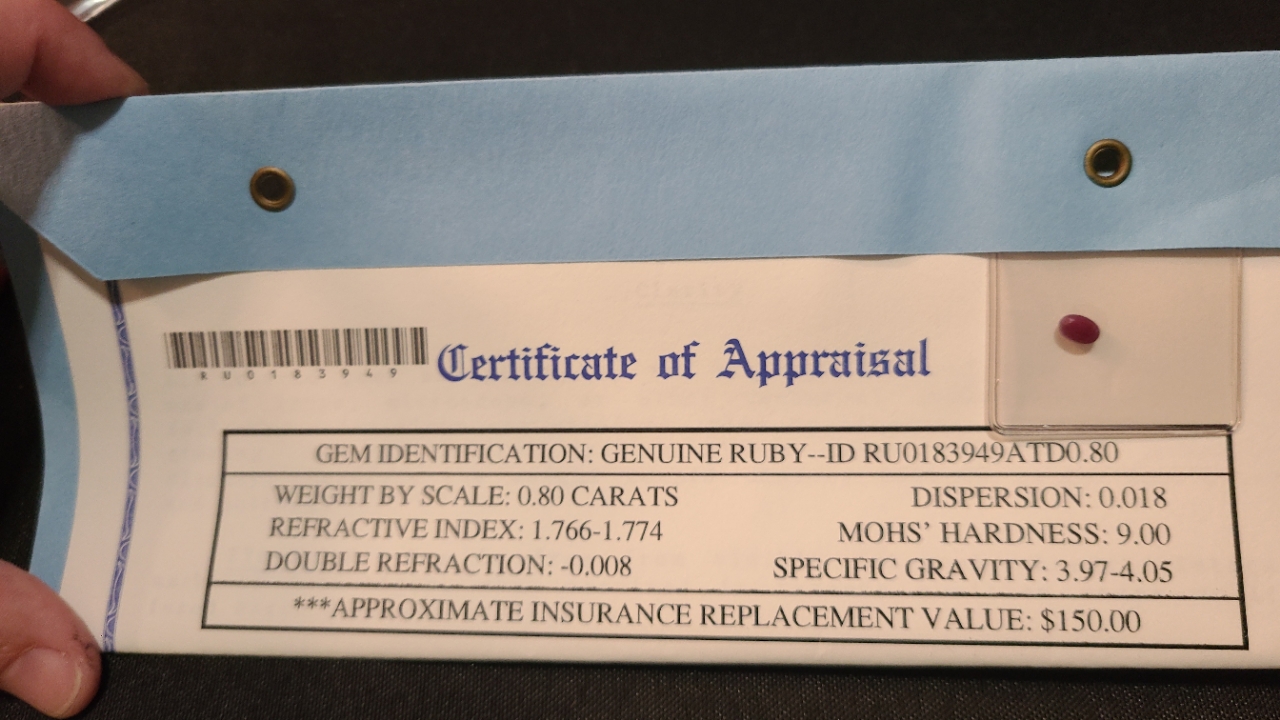 RU0183949
Certificate of Appraisal
GEM IDENTIFICATION: GENUINE RUBY--ID RU0183949ATD0.80
WEIGHT BY SCALE: 0.80 CARATS
REFRACTIVE INDEX: 1.766-1.774
DOUBLE REFRACTION: -0.008
DISPERSION: 0.018
MOHS' HARDNESS: 9.00
SPECIFIC GRAVITY: 3.97-4.05
***APPROXIMATE INSURANCE REPLACEMENT VALUE: $150.00